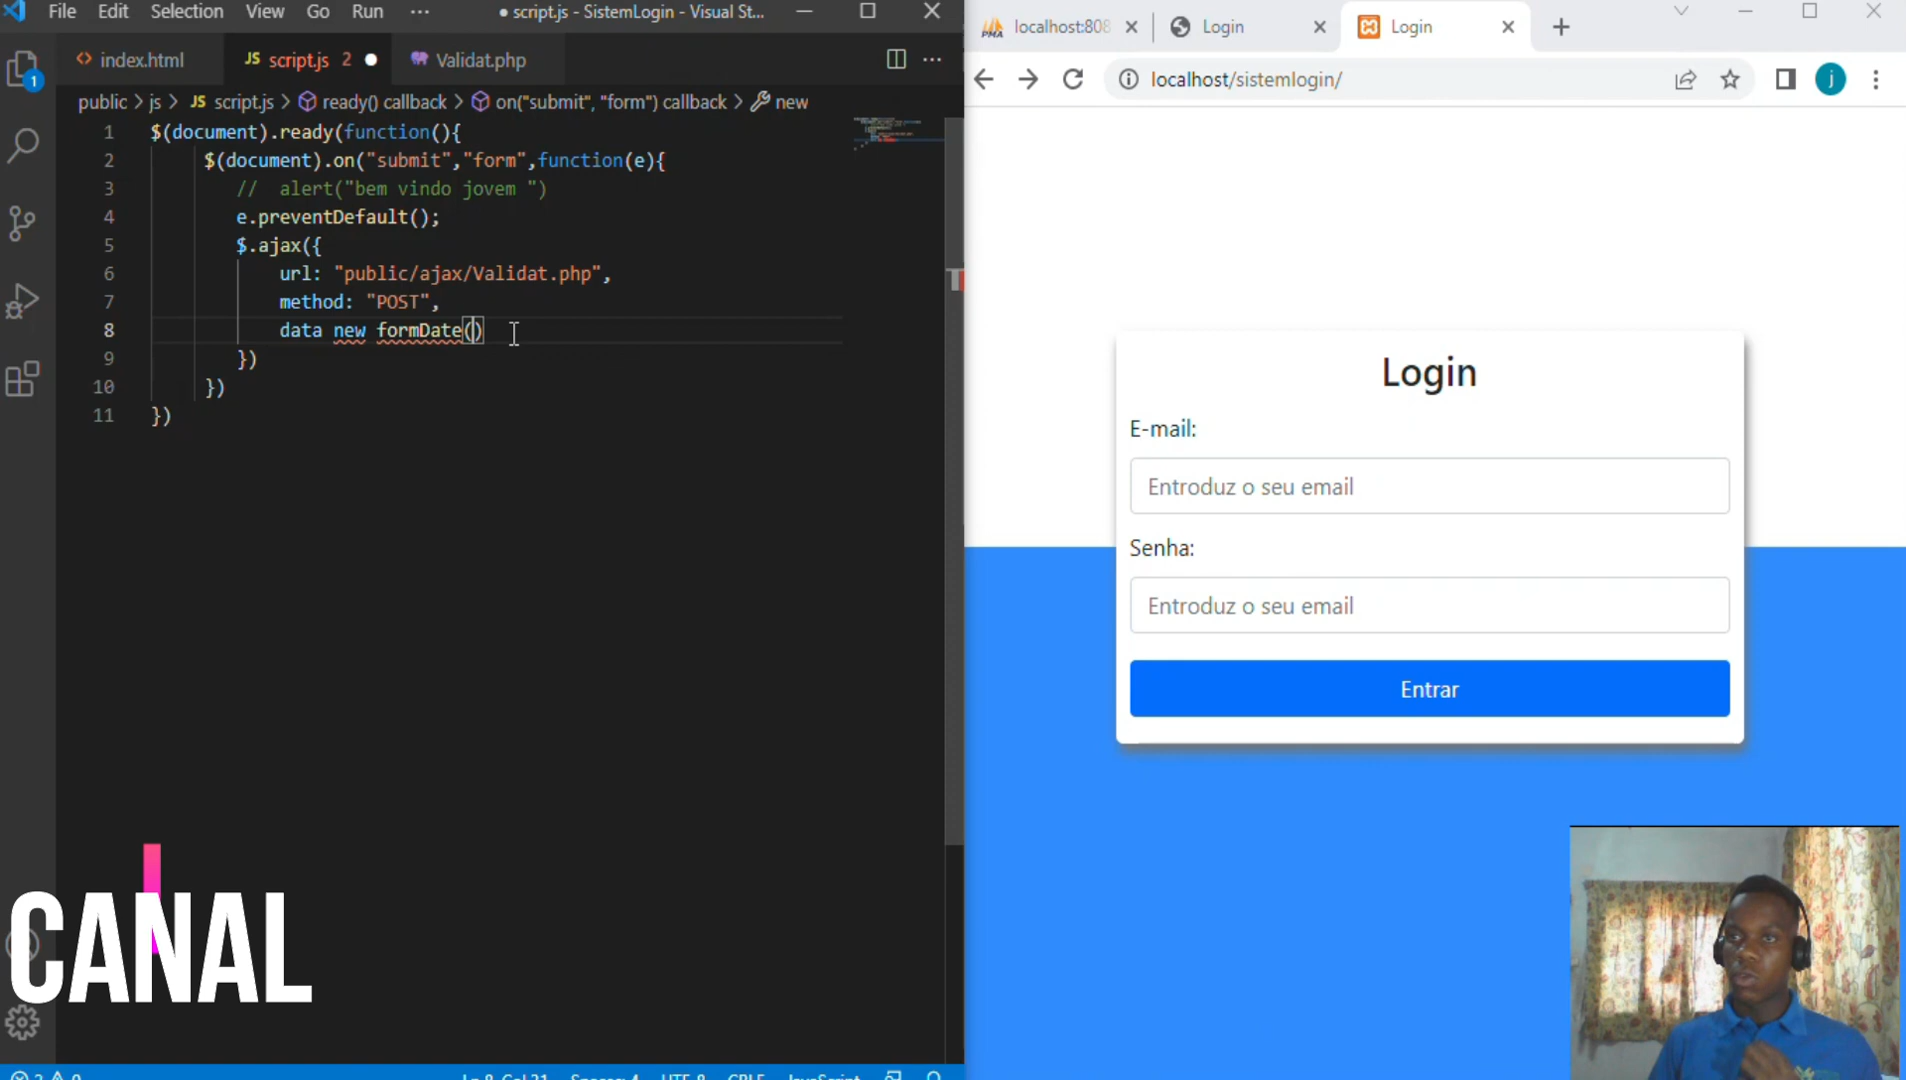 File Edit Selection View Go Run ··· ● script.js - SistemLogin - Visual St...
index.html JS script.js 2 ● Validat.php
public > js > JS script.js > ready() callback > on("submit", "form") callback > new
1 $(document).ready(function(){
2 $(document).on("submit","form",function(e){
3 // alert("bem vindo jovem ")
4 e.preventDefault();
5 $.ajax({
6 url: "public/ajax/Validat.php",
7 method: "POST",
8 data new formDate()
9 })
10 })
11 })
1
CANAL
localhost:808 Login Login
localhost/sistemlogin/
j
Login
E-mail:
Entroduz o seu email
Senha:
Entroduz o seu email
Entrar